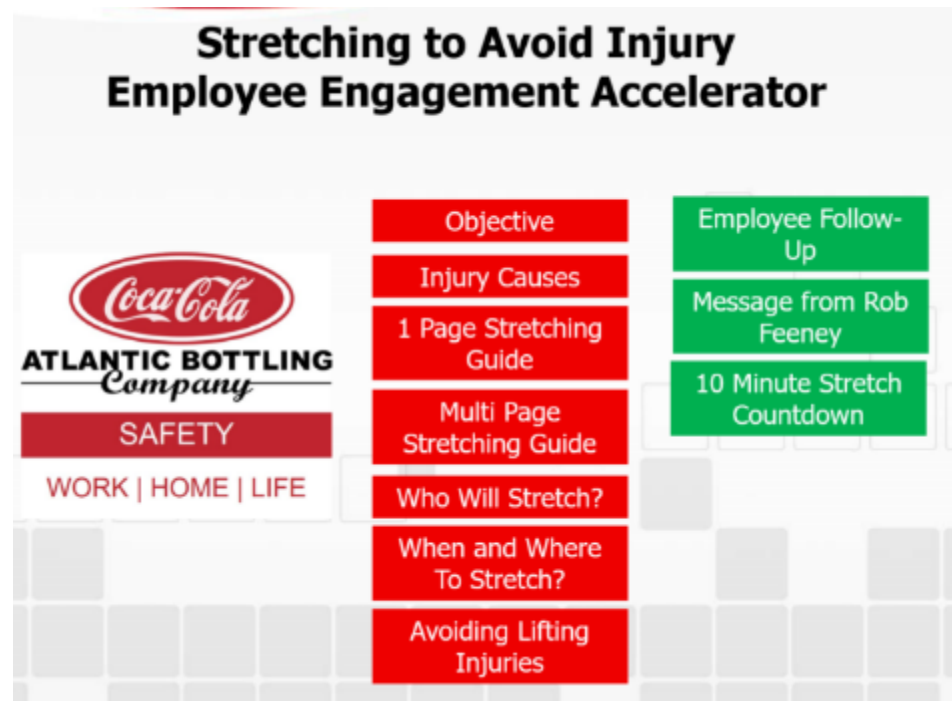 Stretching to Avoid Injury
Employee Engagement Accelerator
Coca-Cola
ATLANTIC BOTTLING
Company
SAFETY
WORK | HOME | LIFE
Objective
Injury Causes
1 Page Stretching
Guide
Multi Page
Stretching Guide
Who Will Stretch?
When and Where
To Stretch?
Avoiding Lifting
Injuries
Employee Follow-
Up
Message from Rob
Feeney
10 Minute Stretch
Countdown